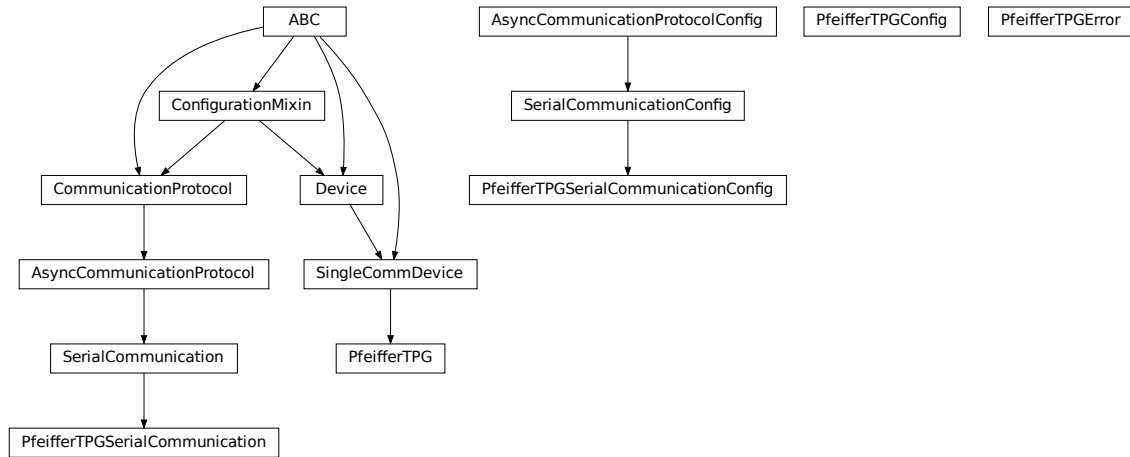 ABC
AsyncCommunicationProtocolConfig
PfeifferTPGConfig
PfeifferTPGError
ConfigurationMixin
SerialCommunicationConfig
CommunicationProtocol
Device
PfeifferTPGSerialCommunicationConfig
AsyncCommunicationProtocol
SingleCommDevice
SerialCommunication
PfeifferTPG
PfeifferTPGSerialCommunication